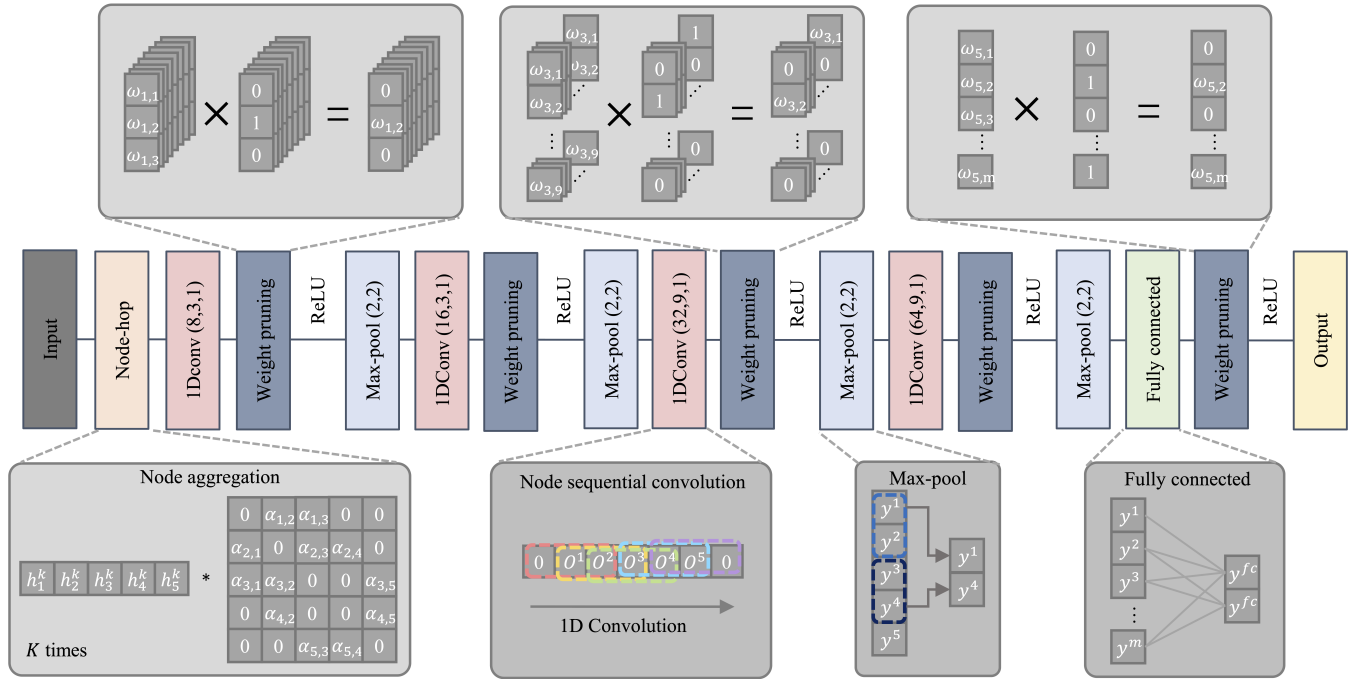 ω1,1
ω1,2
ω1,3
×
0
1
0
=
0
ω1,2
0
ω3,1
ω3,2
ω3,1
ω3,2
⋮
ω3,9
ω3,9
⋱
×
1
0
0
1
⋮
0
0
⋱
=
ω3,1
0
0
ω3,2
⋮
0
0
⋱
ω5,1
ω5,2
ω5,3
⋮
ω5,m
×
0
1
0
⋮
1
=
0
ω5,2
0
⋮
ω5,m
Input
Node-hop
1Dconv (8,3,1)
Weight pruning
ReLU
Max-pool (2,2)
1DConv (16,3,1)
Weight pruning
ReLU
Max-pool (2,2)
1DConv (32,9,1)
Weight pruning
ReLU
Max-pool (2,2)
1DConv (64,9,1)
Weight pruning
ReLU
Max-pool (2,2)
Fully connected
Weight pruning
ReLU
Output
Node aggregation
h₁ᵏ h₂ᵏ h₃ᵏ h₄ᵏ h₅ᵏ
*
0 α1,2 α1,3 0 0
α2,1 0 α2,3 α2,4 0
α3,1 α3,2 0 0 α3,5
0 α4,2 0 0 α4,5
0 0 α5,3 α5,4 0
K times
Node sequential convolution
0 O¹ O² O³ O⁴ O⁵ 0
1D Convolution
Max-pool
y¹
y²
y³
y⁴
y⁵
y¹
y⁴
Fully connected
y¹
y²
y³
⋮
yᵐ
y^fc
y^fc